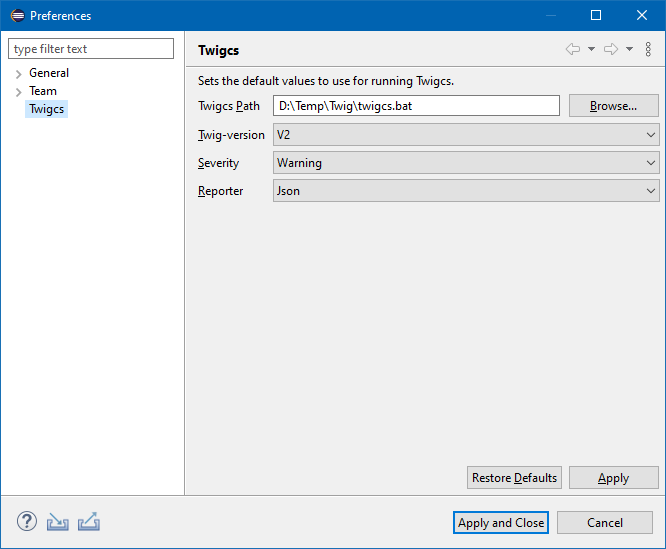 Preferences
type filter text
General
Team
Twigcs
Twigcs
Sets the default values to use for running Twigcs.
Twigcs Path D:\Temp\Twig\twigcs.bat Browse...
Twig-version V2
Severity Warning
Reporter Json
Restore Defaults Apply
? Apply and Close Cancel